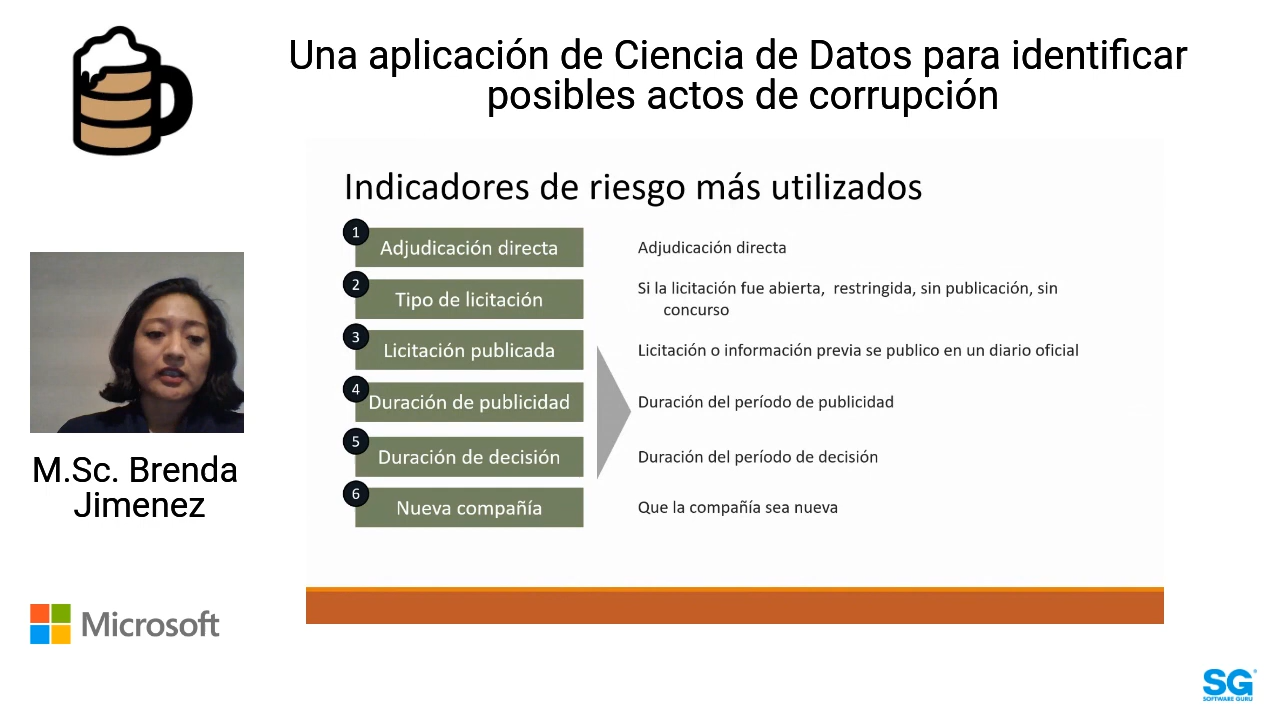 Una aplicación de Ciencia de Datos para identificar
posibles actos de corrupción
Indicadores de riesgo más utilizados
1
Adjudicación directa
Adjudicación directa
2
Tipo de licitación
Si la licitación fue abierta, restringida, sin publicación, sin
concurso
3
Licitación publicada
Licitación o información previa se publico en un diario oficial
4
Duración de publicidad
Duración del período de publicidad
5
Duración de decisión
Duración del período de decisión
6
Nueva compañía
Que la compañía sea nueva
M.Sc. Brenda
Jimenez
Microsoft
SG
SOFTWARE GURU